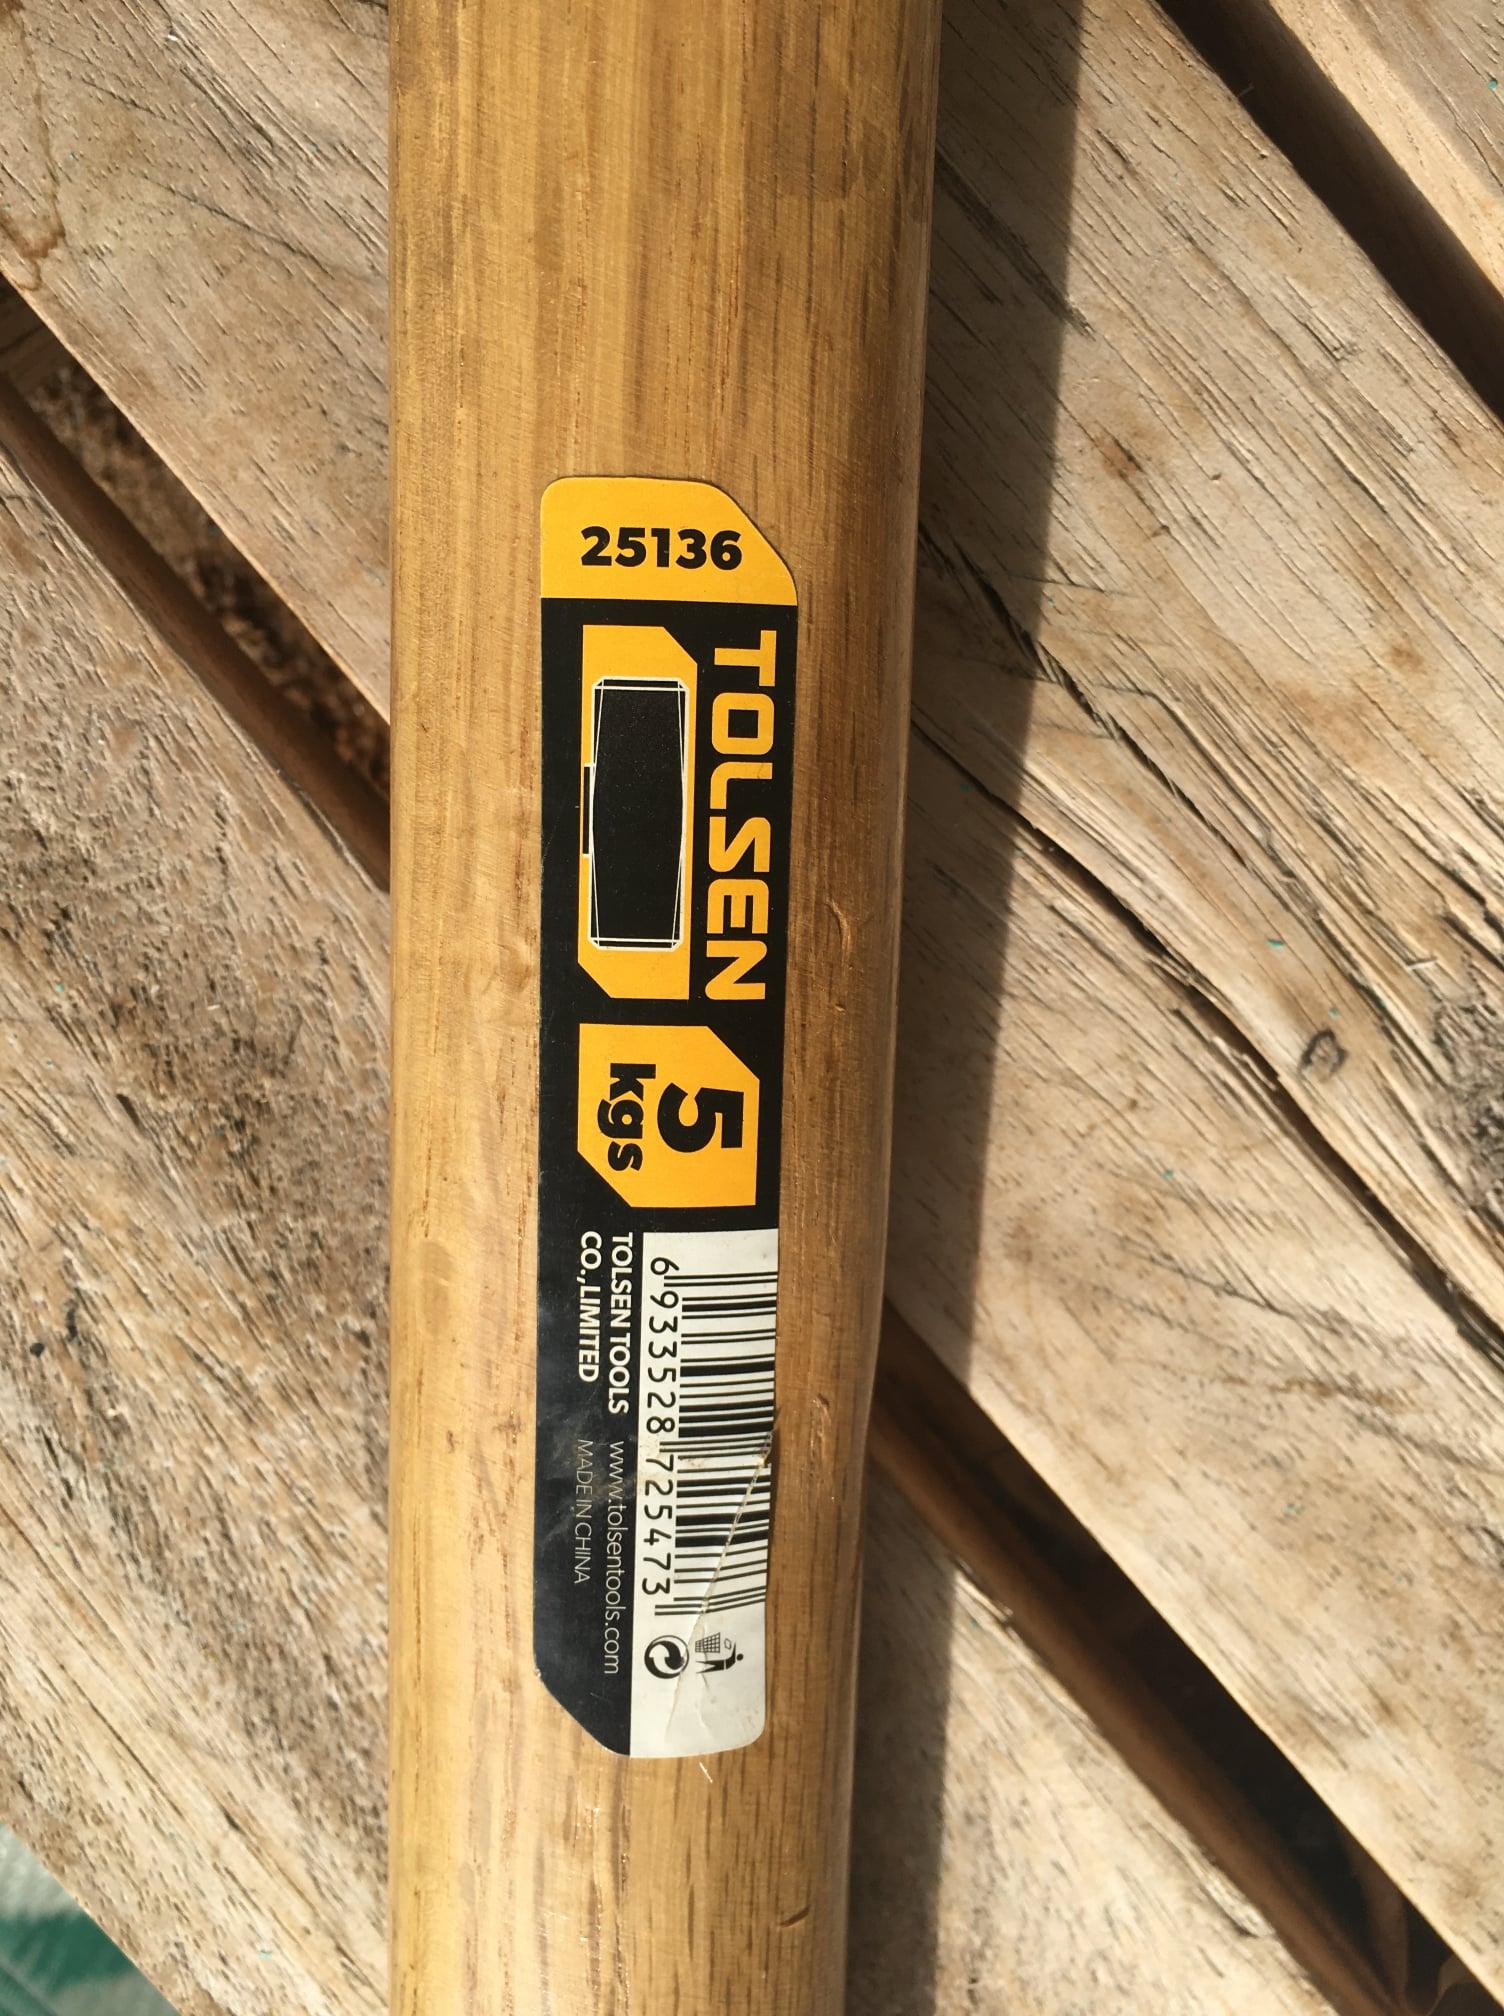 25136
TOLSEN
5
kgs
6 933528 725473
TOLSEN TOOLS
CO.,LIMITED
www.tolsentools.com
MADE IN CHINA